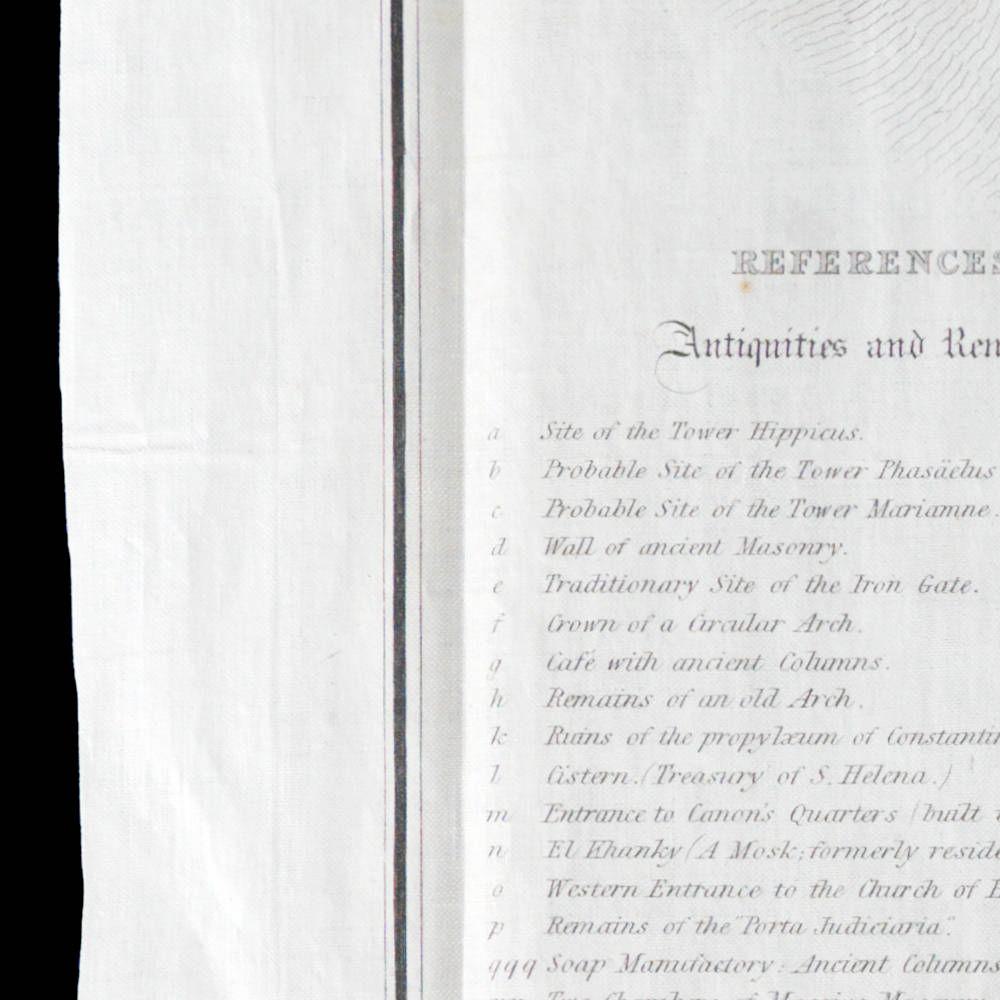 REFERENCES
Antiquities and Rem
a Site of the Tower Hippicus.
b Probable Site of the Tower Phasäelus
c Probable Site of the Tower Mariamne.
d Wall of ancient Masonry.
e Traditionary Site of the Iron Gate.
f Crown of a Circular Arch.
g Café with ancient Columns.
h Remains of an old Arch.
k Ruins of the propylæum of Constantin
l Cistern. (Treasury of S. Helena.)
m Entrance to Canon's Quarters (built
n El Khanky (A Mosk; formerly reside
o Western Entrance to the Church of
p Remains of the "Porta Judiciaria".
qqq Soap Manufactory: Ancient Columns